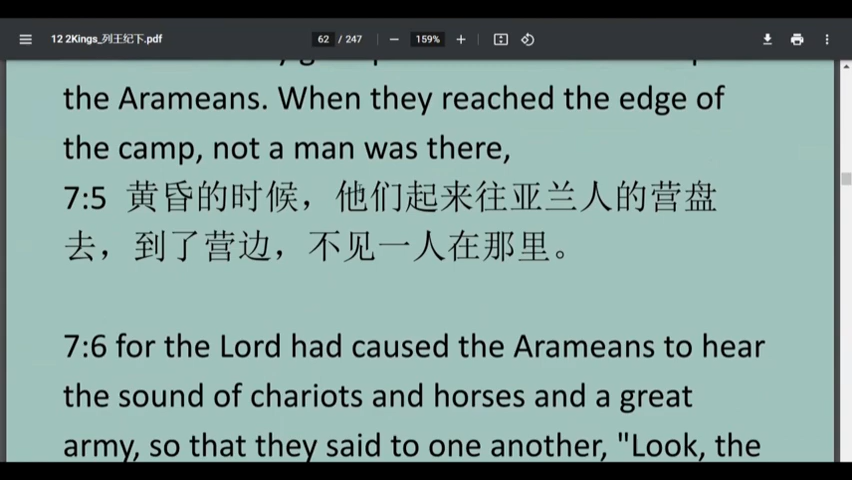 12 2Kings_列王纪下.pdf
62 / 247
159%
the Arameans. When they reached the edge of
the camp, not a man was there,
7:5 黄昏的时候，他们起来往亚兰人的营盘
去，到了营边，不见一人在那里。
7:6 for the Lord had caused the Arameans to hear
the sound of chariots and horses and a great
army, so that they said to one another, "Look, the